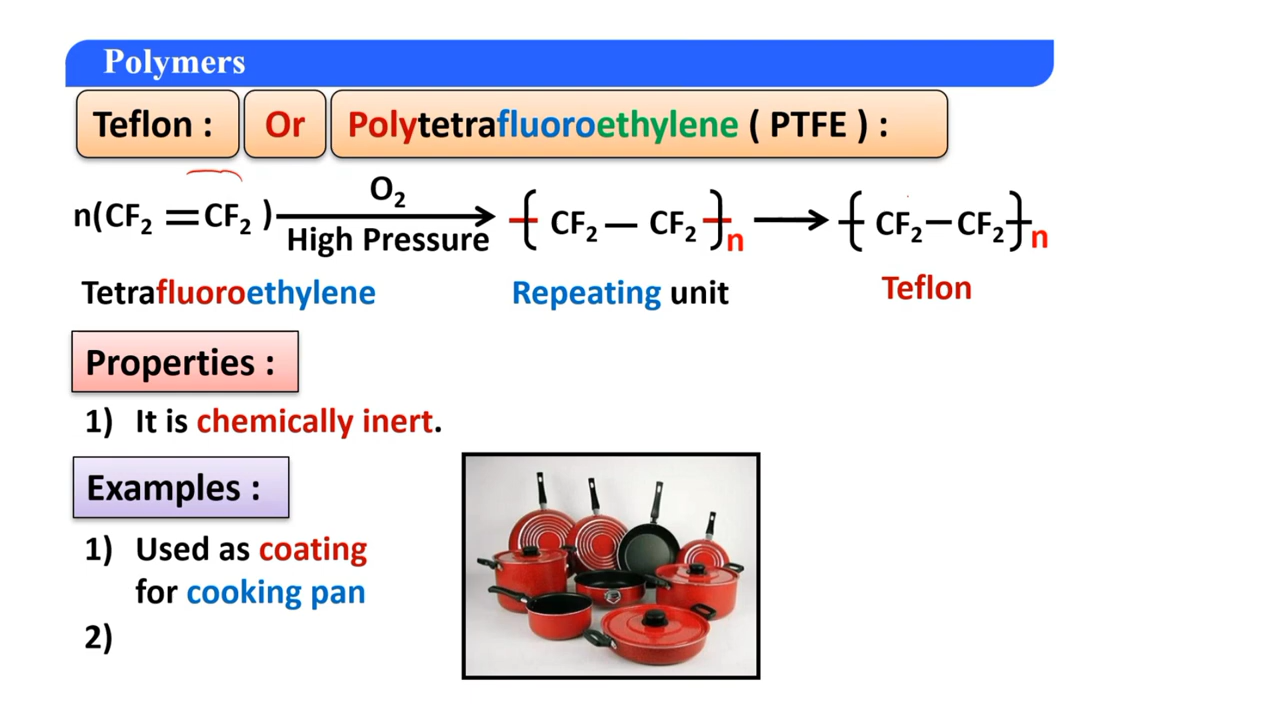 Polymers
Teflon : Or Polytetrafluoroethylene ( PTFE ) :
n(CF₂ = CF₂ ) O₂ High Pressure { CF₂ — CF₂ }n { CF₂ — CF₂ }n
Tetrafluoroethylene Repeating unit Teflon
Properties :
1) It is chemically inert.
Examples :
1) Used as coating
for cooking pan
2)